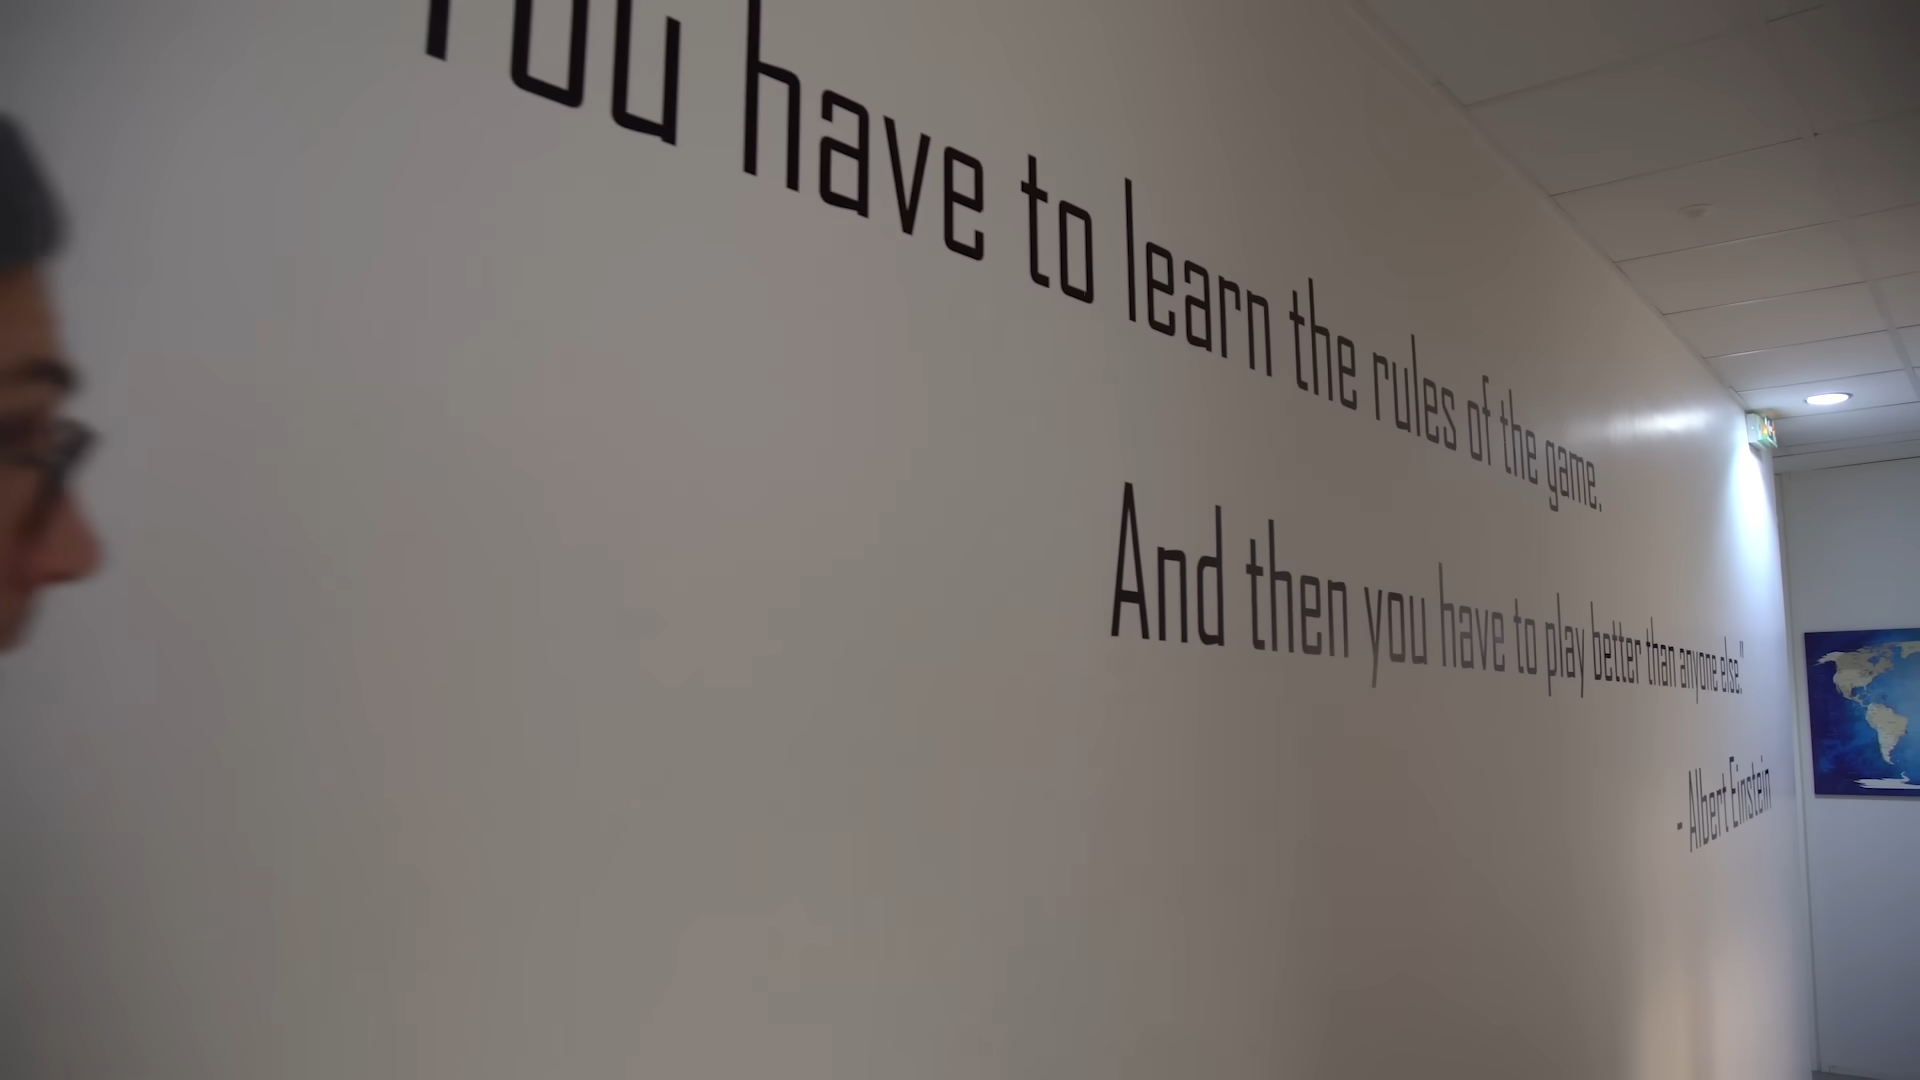 You have to learn the rules of the game.
And then you have to play better than anyone else."
- Albert Einstein